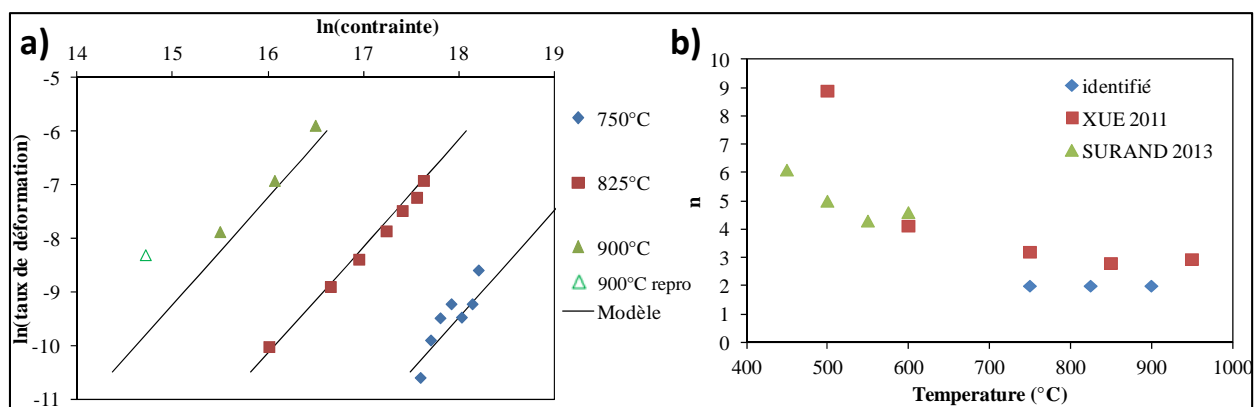 a)
ln(contrainte)
14 15 16 17 18 19
ln(taux de déformation)
-5
-6
-7
-8
-9
-10
-11
750°C
825°C
900°C
900°C repro
Modèle
b)
n
10
9
8
7
6
5
4
3
2
1
0
identifié
XUE 2011
SURAND 2013
400 500 600 700 800 900 1000
Temperature (°C)